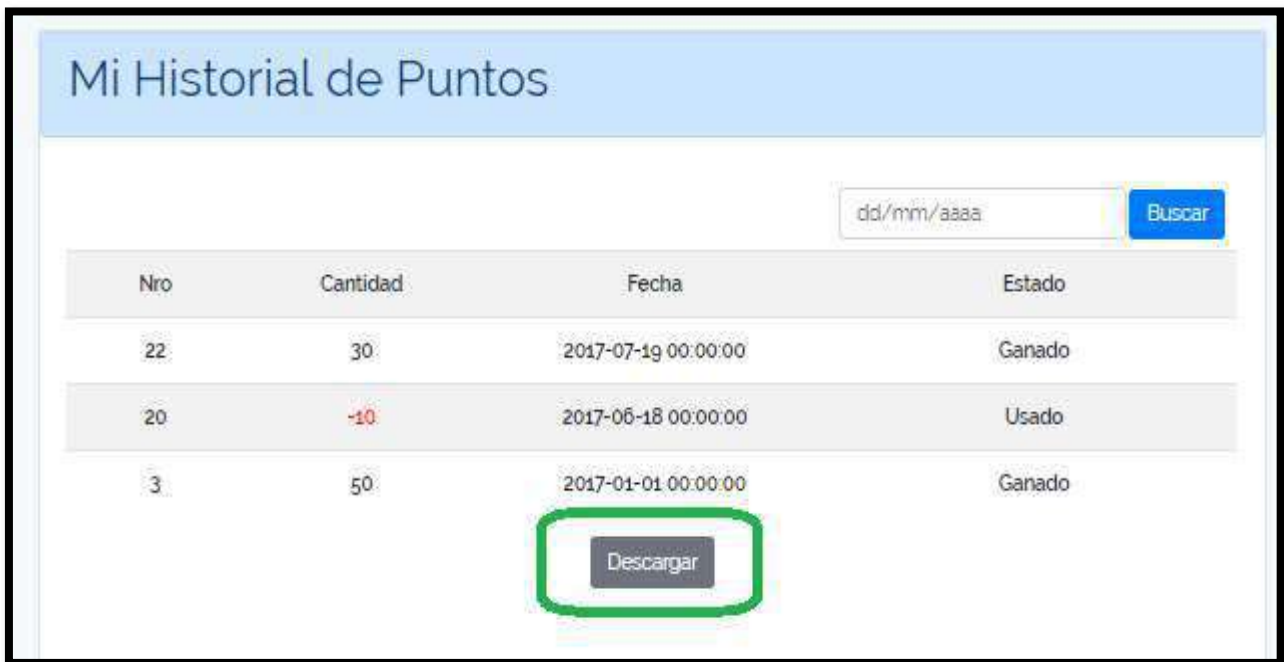 Mi Historial de Puntos
dd/mm/aaaa Buscar
Nro Cantidad Fecha Estado
22 30 2017-07-19 00:00:00 Ganado
20 -10 2017-06-18 00:00:00 Usado
3 50 2017-01-01 00:00:00 Ganado
Descargar